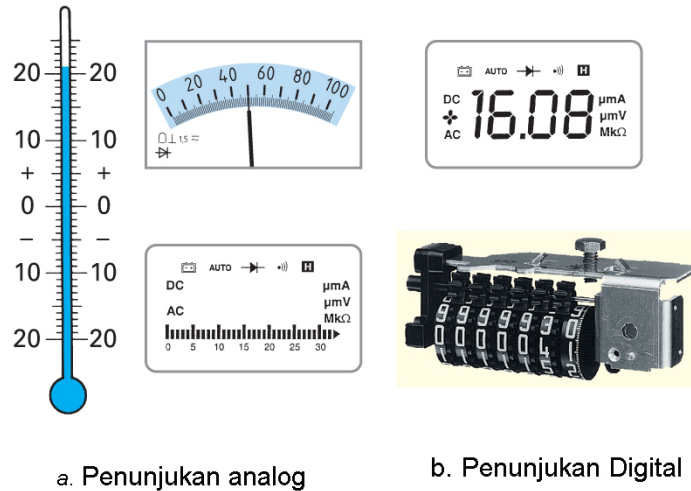 20 20
10 10
+ +
0 0
− −
10 10
20 20
0 20 40 60 80 100
1,5
AUTO H
DC µmA
µmV
AC MkΩ
0 5 10 15 20 25 30
AUTO H
DC 16.08 µmA
µmV
AC MkΩ
a. Penunjukan analog
b. Penunjukan Digital